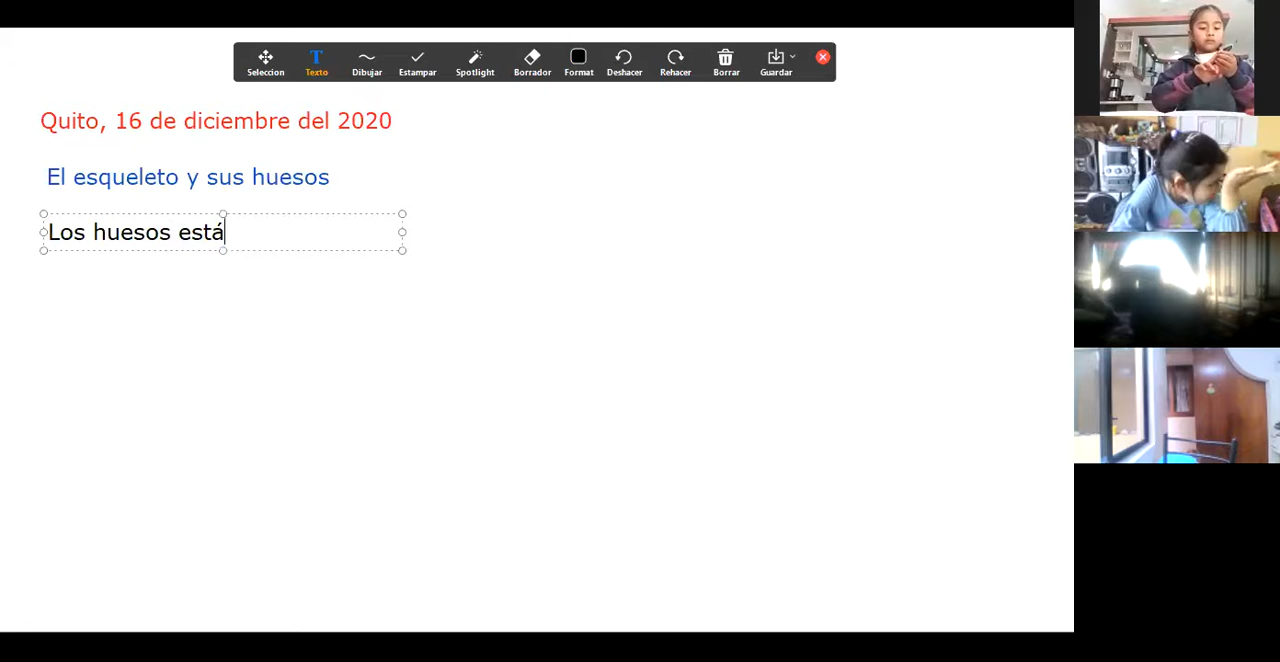 Seleccion Texto Dibujar Estampar Spotlight Borrador Format Deshacer Rehacer Borrar Guardar
Quito, 16 de diciembre del 2020
El esqueleto y sus huesos
Los huesos está